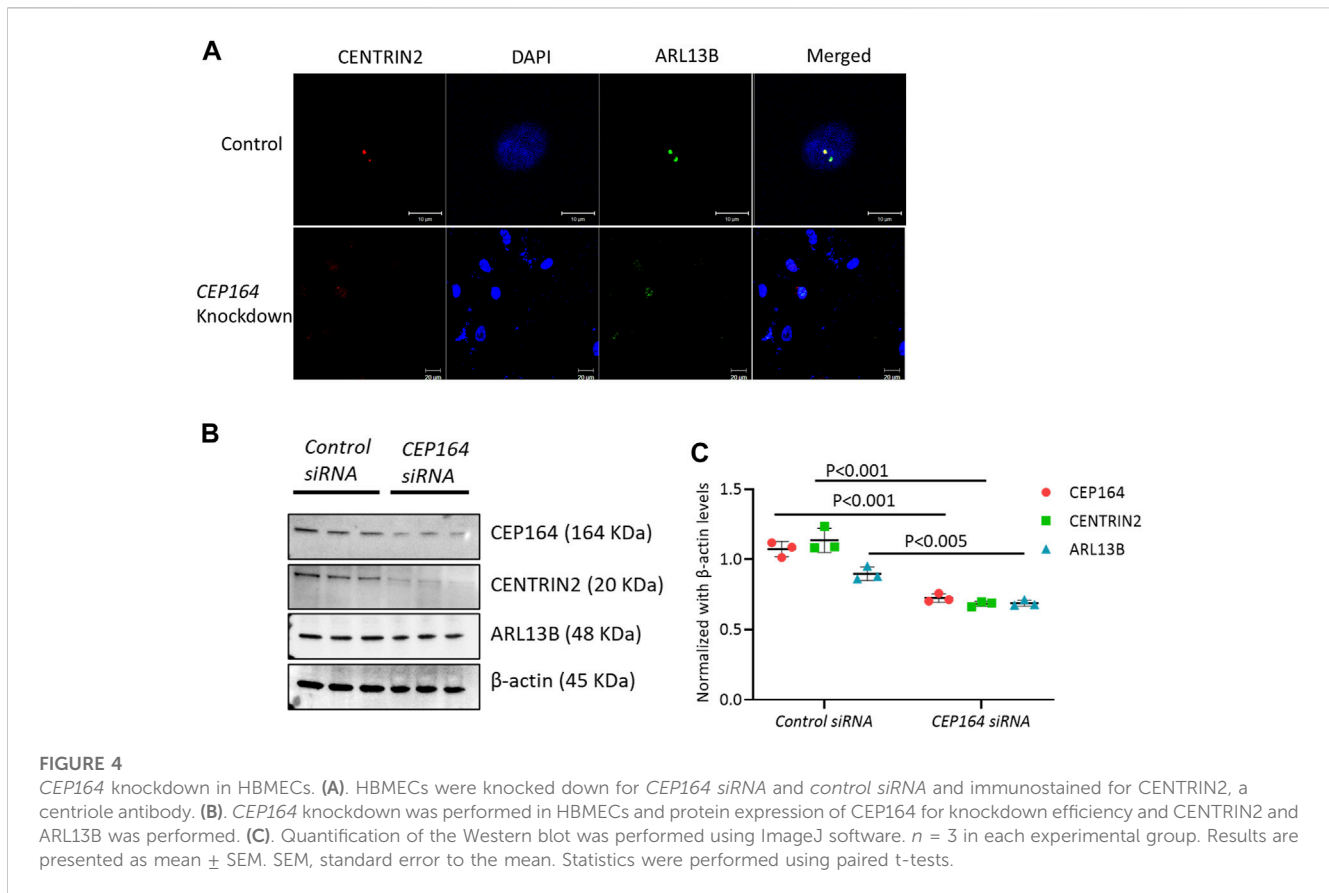 A
CENTRIN2 DAPI ARL13B Merged
Control
10 µm 10 µm 10 µm 10 µm
CEP164
Knockdown
20 µm 20 µm 20 µm 20 µm
B
Control
siRNA
CEP164
siRNA
CEP164 (164 KDa)
CENTRIN2 (20 KDa)
ARL13B (48 KDa)
β-actin (45 KDa)
C
P<0.001
P<0.001
P<0.005
CEP164
CENTRIN2
ARL13B
Normalized with β-actin levels
1.5
1.0
0.5
0.0
Control siRNA CEP164 siRNA
FIGURE 4
CEP164 knockdown in HBMECs. (A). HBMECs were knocked down for CEP164 siRNA and control siRNA and immunostained for CENTRIN2, a
centriole antibody. (B). CEP164 knockdown was performed in HBMECs and protein expression of CEP164 for knockdown efficiency and CENTRIN2 and
ARL13B was performed. (C). Quantification of the Western blot was performed using ImageJ software. n = 3 in each experimental group. Results are
presented as mean ± SEM. SEM, standard error to the mean. Statistics were performed using paired t-tests.